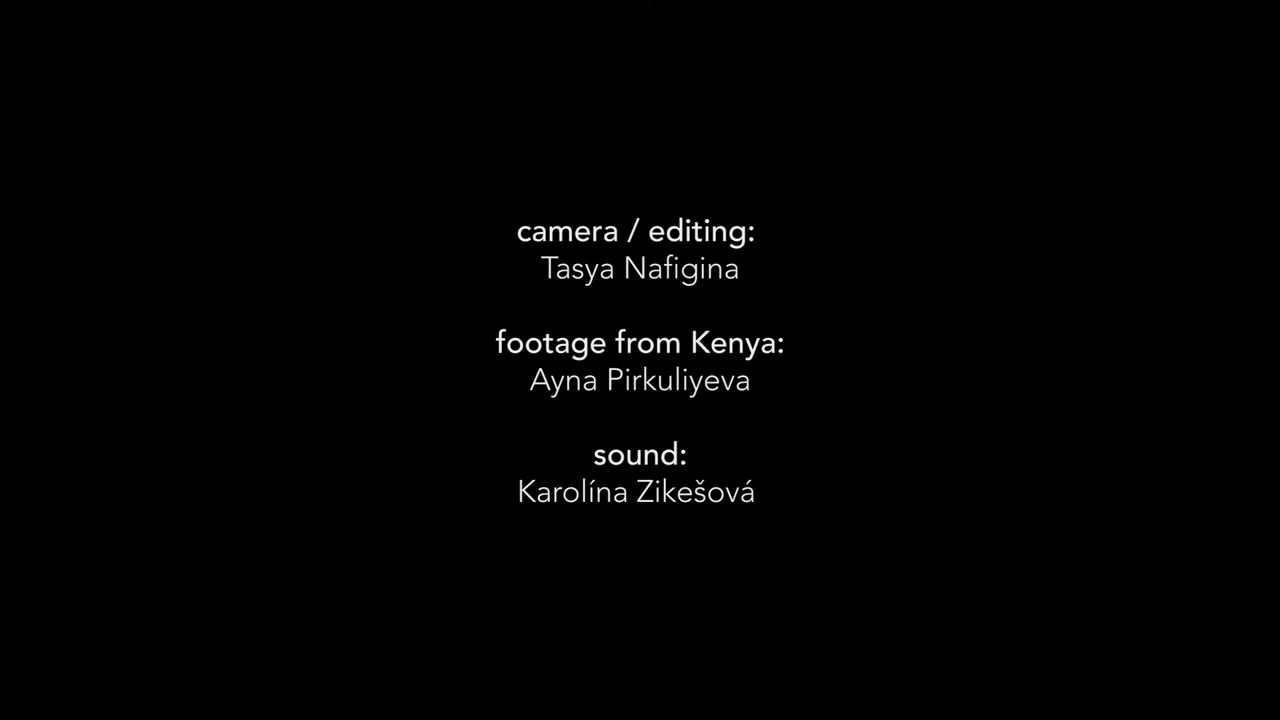 camera / editing:
Tasya Nafigina
footage from Kenya:
Ayna Pirkuliyeva
sound:
Karolína Zikešová